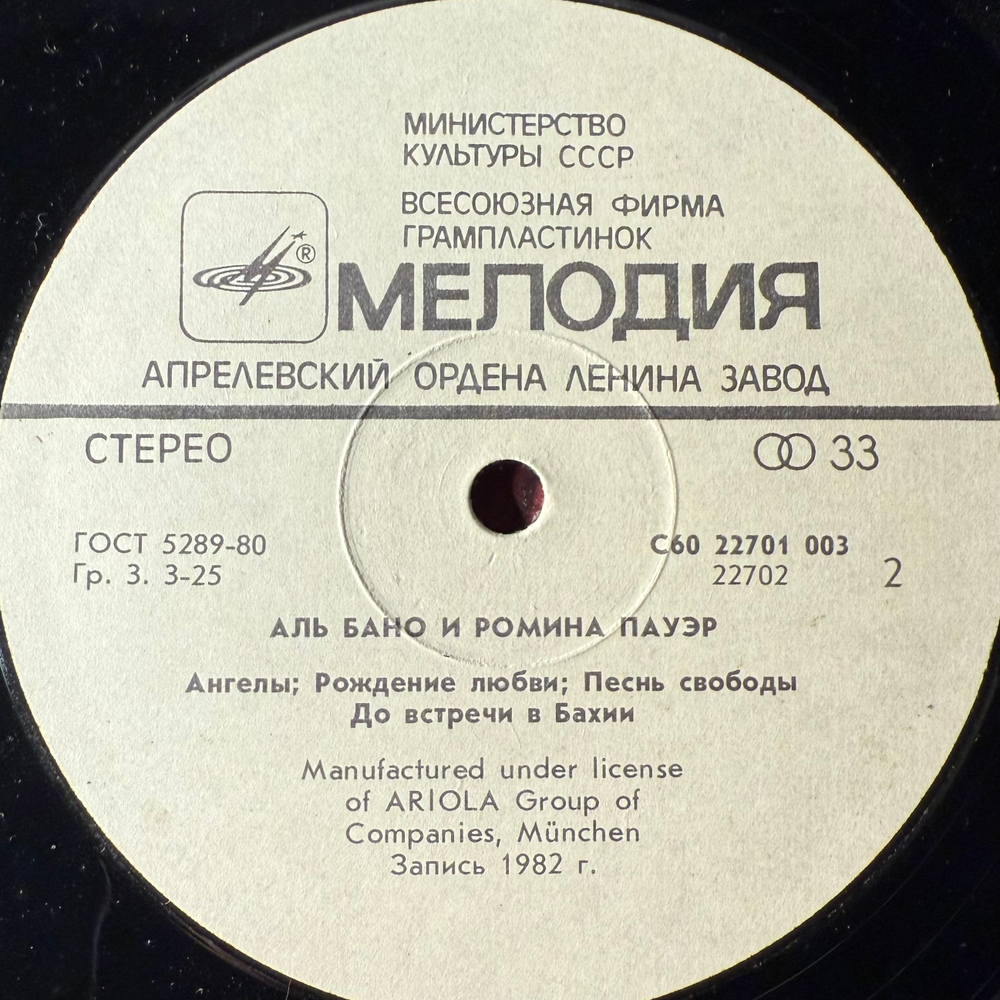 МИНИСТЕРСТВО
КУЛЬТУРЫ СССР
ВСЕСОЮЗНАЯ ФИРМА
ГРАМПЛАСТИНОК
®
МЕЛОДИЯ
АПРЕЛЕВСКИЙ ОРДЕНА ЛЕНИНА ЗАВОД
СТЕРЕО
33
ГОСТ 5289-80
Гр. 3. 3-25
С60 22701 003
22702
2
АЛЬ БАНО И РОМИНА ПАУЭР
Ангелы; Рождение любви; Песнь свободы
До встречи в Бахии
Manufactured under license
of ARIOLA Group of
Companies, München
Запись 1982 г.